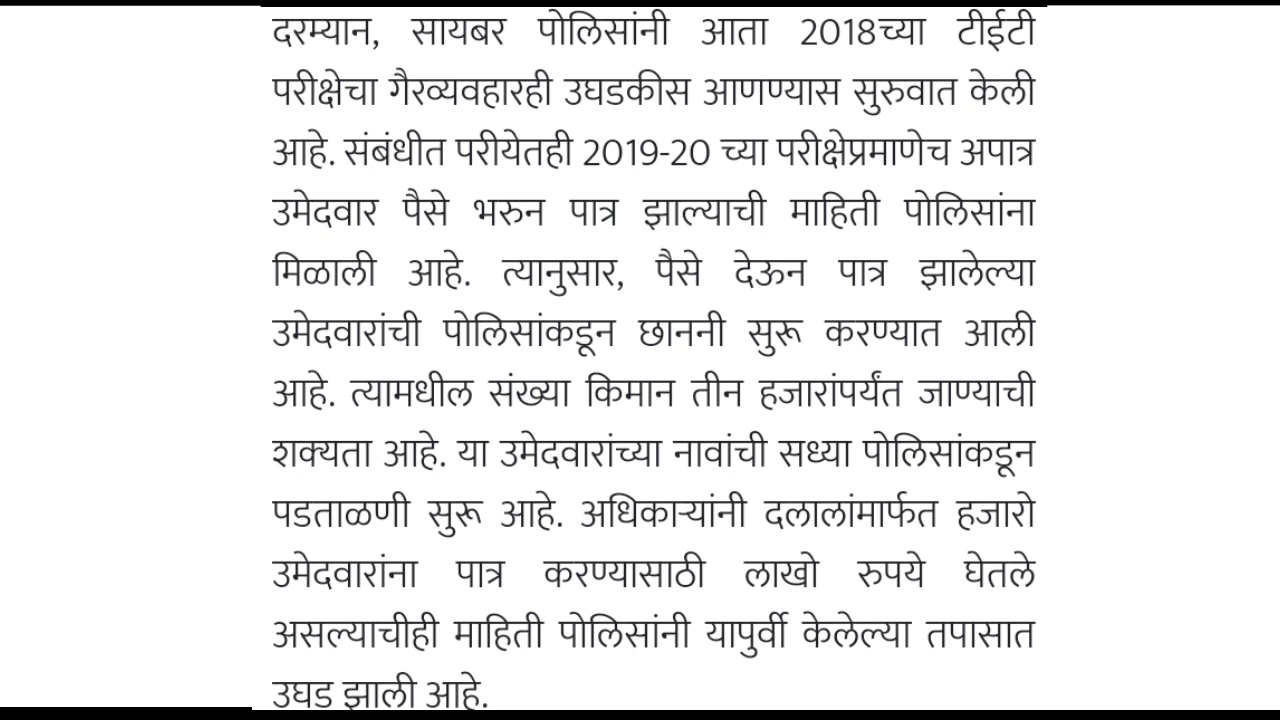 दरम्यान, सायबर पोलिसांनी आता 2018च्या टीईटी
परीक्षेचा गैरव्यवहारही उघडकीस आणण्यास सुरुवात केली
आहे. संबंधीत परीयेतही 2019-20 च्या परीक्षेप्रमाणेच अपात्र
उमेदवार पैसे भरुन पात्र झाल्याची माहिती पोलिसांना
मिळाली आहे. त्यानुसार, पैसे देऊन पात्र झालेल्या
उमेदवारांची पोलिसांकडून छाननी सुरू करण्यात आली
आहे. त्यामधील संख्या किमान तीन हजारांपर्यंत जाण्याची
शक्यता आहे. या उमेदवारांच्या नावांची सध्या पोलिसांकडून
पडताळणी सुरू आहे. अधिकाऱ्यांनी दलालांमार्फत हजारो
उमेदवारांना पात्र करण्यासाठी लाखो रुपये घेतले
असल्याचीही माहिती पोलिसांनी यापुर्वी केलेल्या तपासात
उघड झाली आहे.